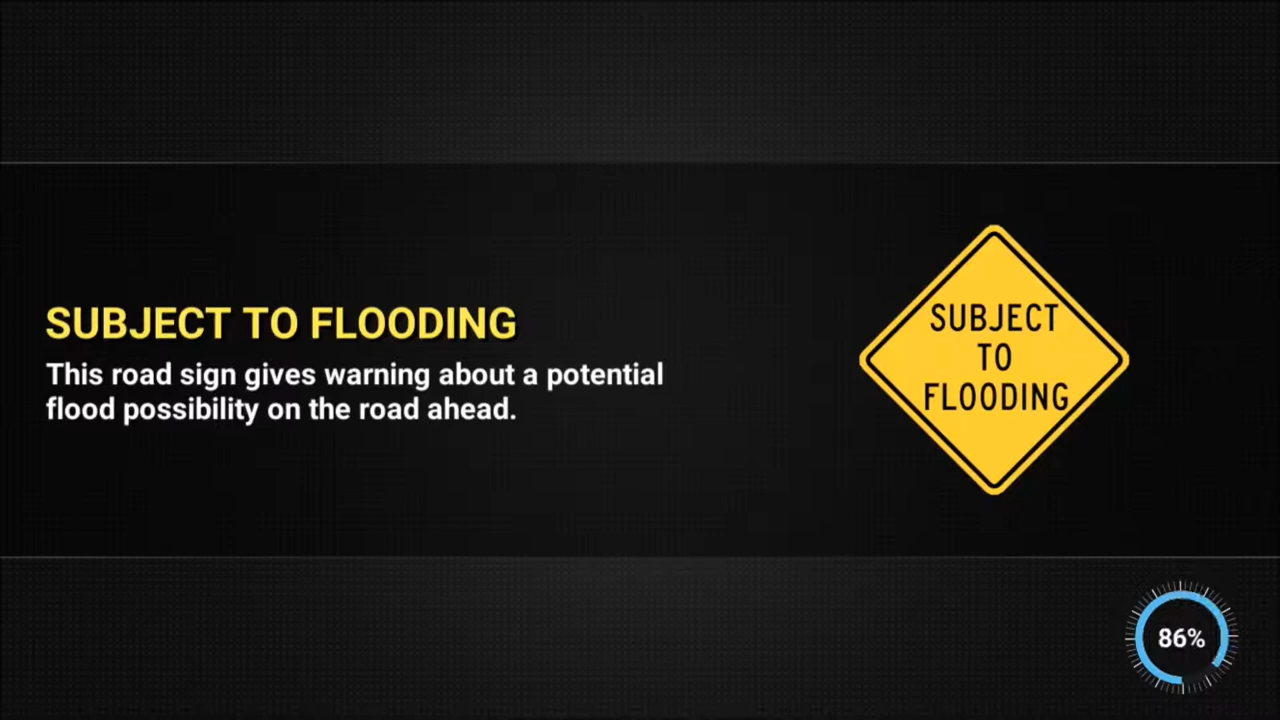 SUBJECT TO FLOODING
This road sign gives warning about a potential
flood possibility on the road ahead.
SUBJECT
TO
FLOODING
86%